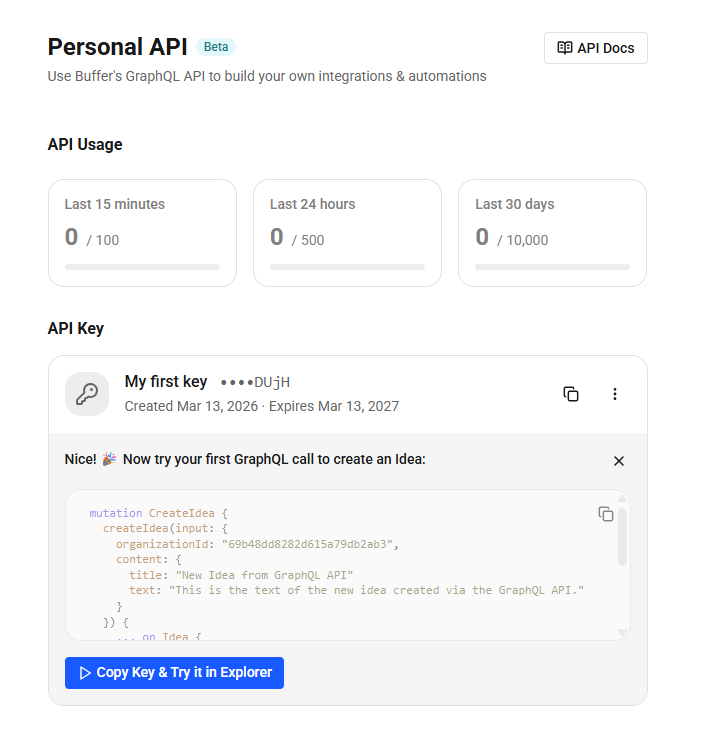 Personal API Beta
API Docs
Use Buffer's GraphQL API to build your own integrations & automations
API Usage
Last 15 minutes
0 / 100
Last 24 hours
0 / 500
Last 30 days
0 / 10,000
API Key
My first key ••••DUjH
Created Mar 13, 2026 · Expires Mar 13, 2027
Nice! 🎉 Now try your first GraphQL call to create an Idea:
mutation CreateIdea {
createIdea(input: {
organizationId: "69b48dd8282d615a79db2ab3",
content: {
title: "New Idea from GraphQL API"
text: "This is the text of the new idea created via the GraphQL API."
}
}) {
... on Idea {
Copy Key & Try it in Explorer